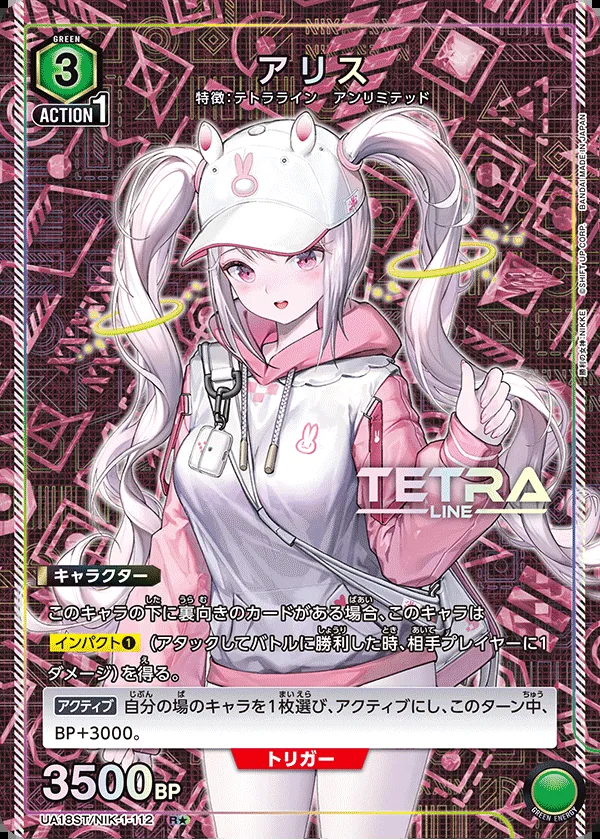 GREEN
3
ACTION 1
アリス
特徴:テトラライン アンリミテッド
勝利の女神:NIKKE ©SHIFT UP CORP. BANDAI MADE IN JAPAN
TETRA
LINE
キャラクター
このキャラの下に裏向きのカードがある場合、このキャラは
インパクト❶ (アタックしてバトルに勝利した時、相手プレイヤーに1
ダメージ)を得る。
アクティブ 自分の場のキャラを1枚選び、アクティブにし、このターン中、
BP+3000。
トリガー
3500BP
UA18ST/NIK-1-112 R★
GREEN ENERGY